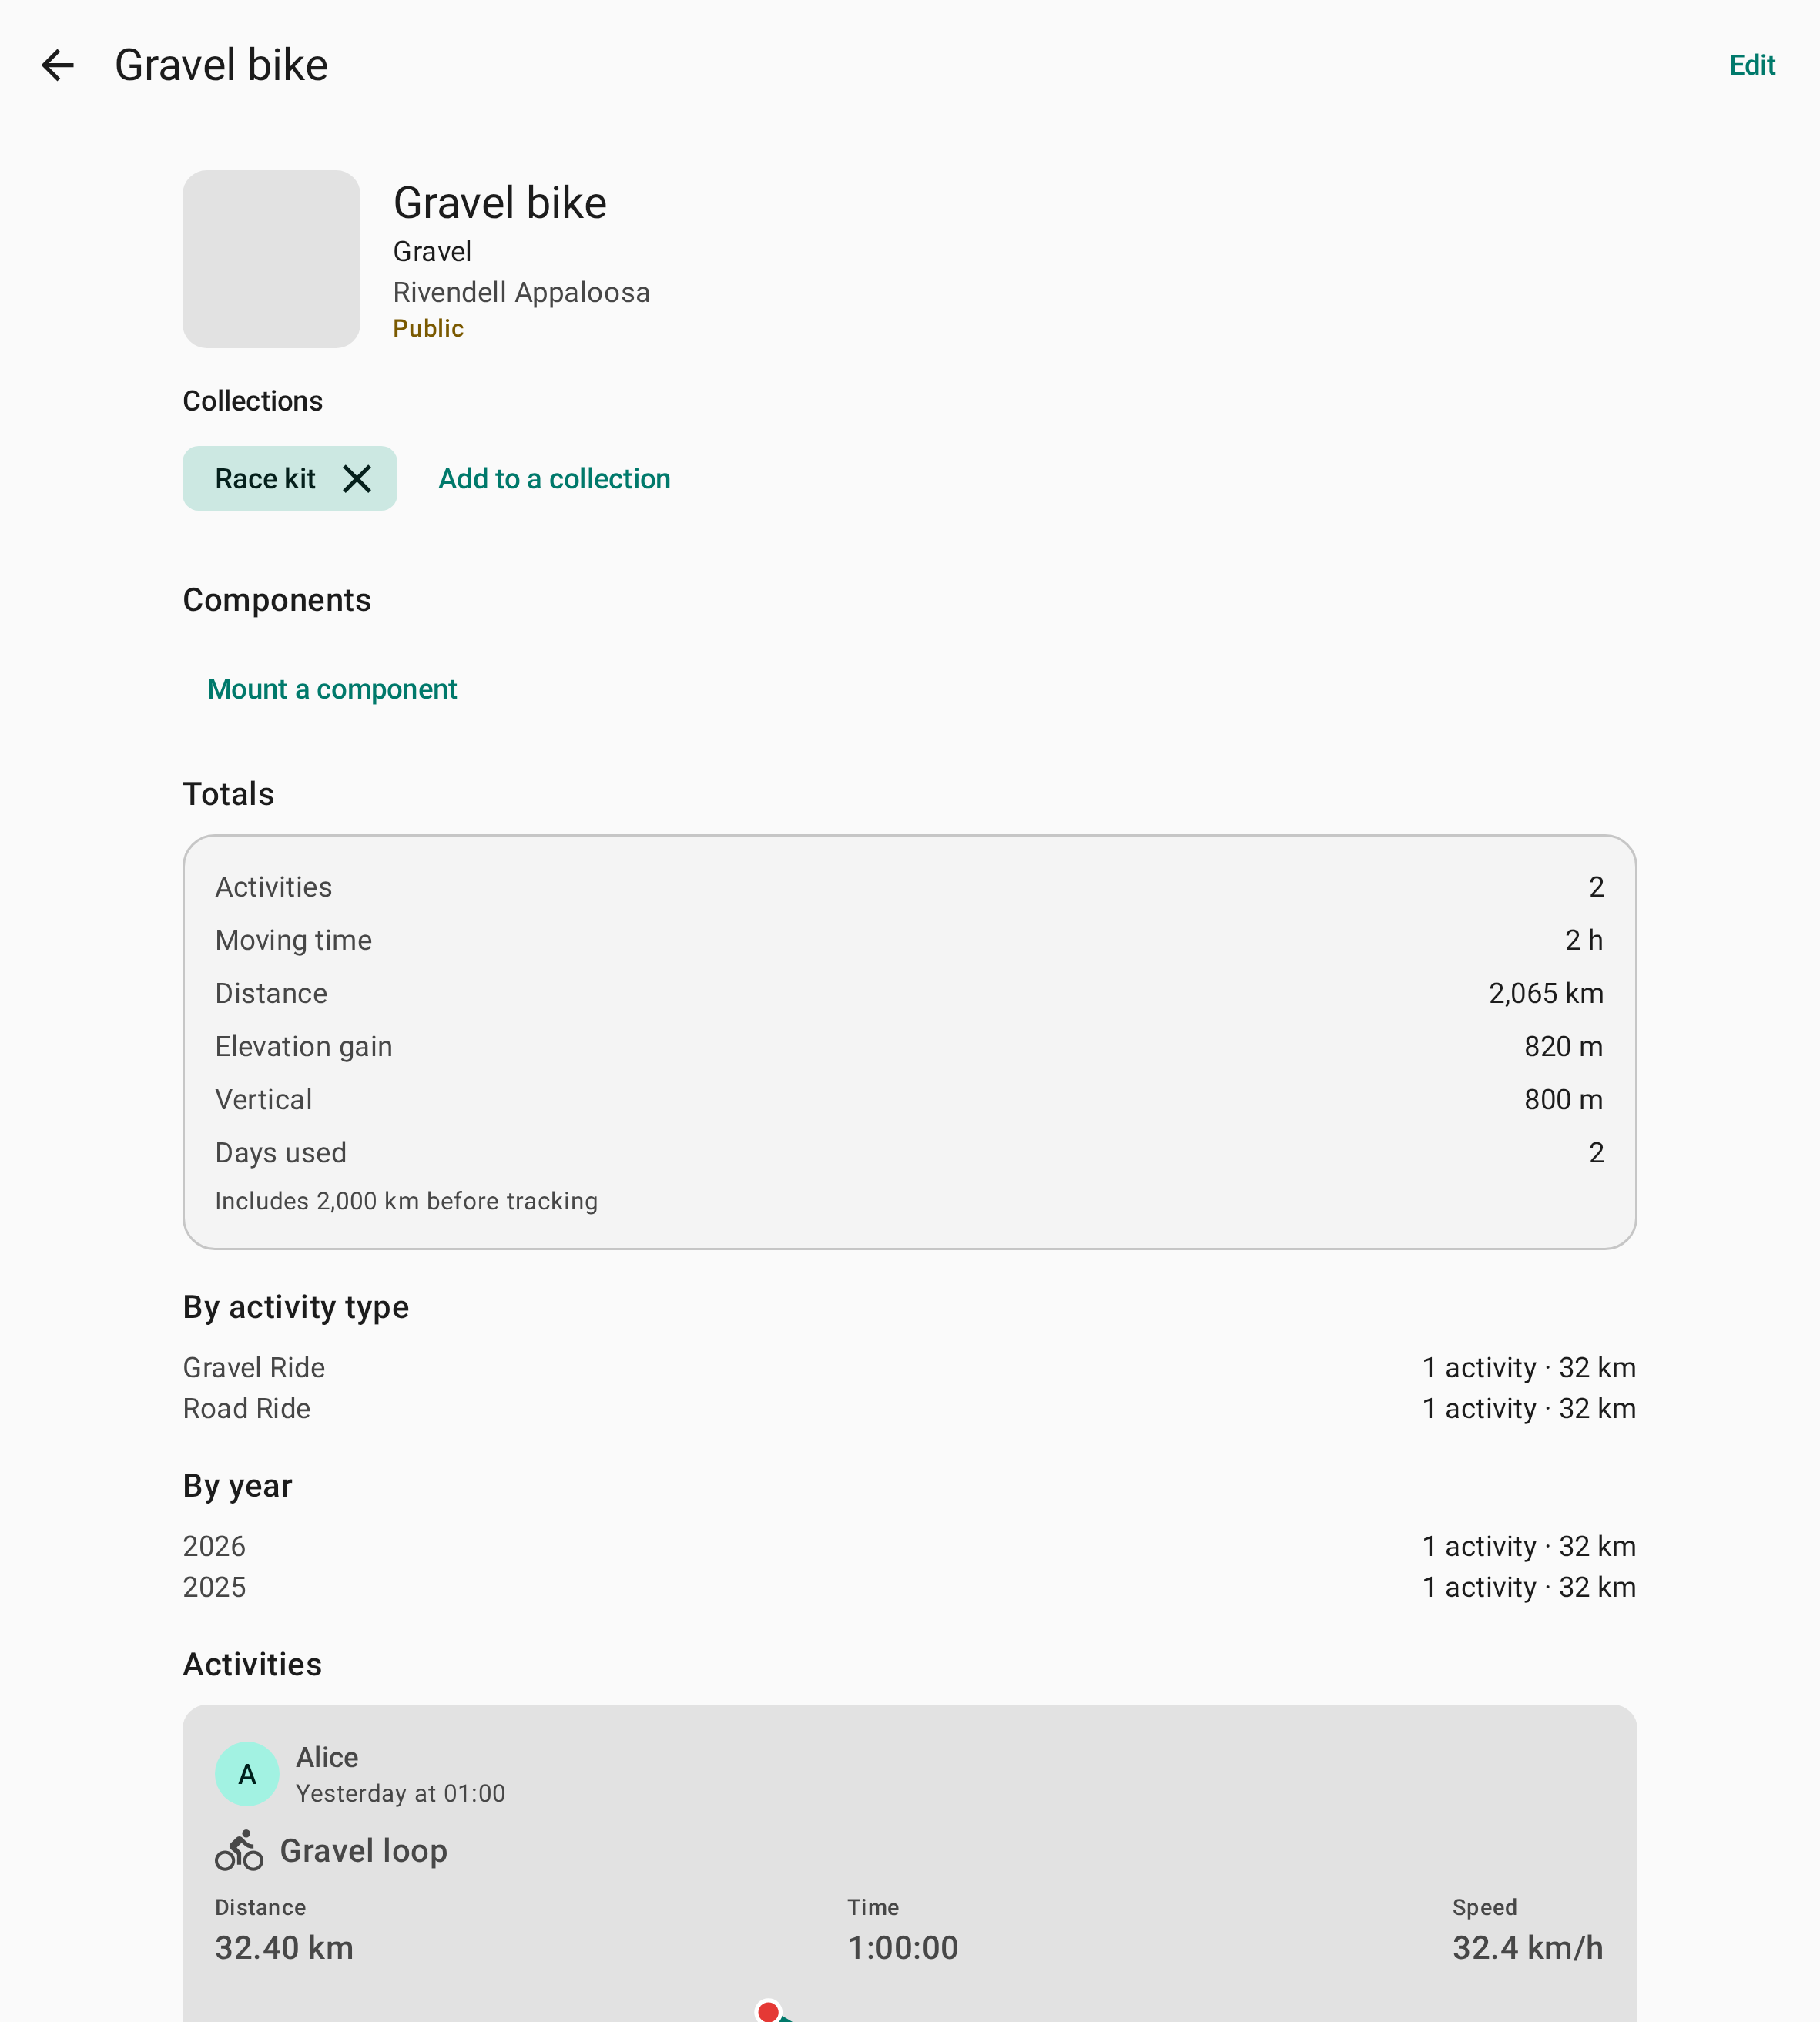 Gravel bike
Edit
Gravel bike
Gravel
Rivendell Appaloosa
Public
Collections
Race kit
Add to a collection
Components
Mount a component
Totals
Activities 2
Moving time 2 h
Distance 2,065 km
Elevation gain 820 m
Vertical 800 m
Days used 2
Includes 2,000 km before tracking
By activity type
Gravel Ride 1 activity · 32 km
Road Ride 1 activity · 32 km
By year
2026 1 activity · 32 km
2025 1 activity · 32 km
Activities
A
Alice
Yesterday at 01:00
Gravel loop
Distance Time Speed
32.40 km 1:00:00 32.4 km/h